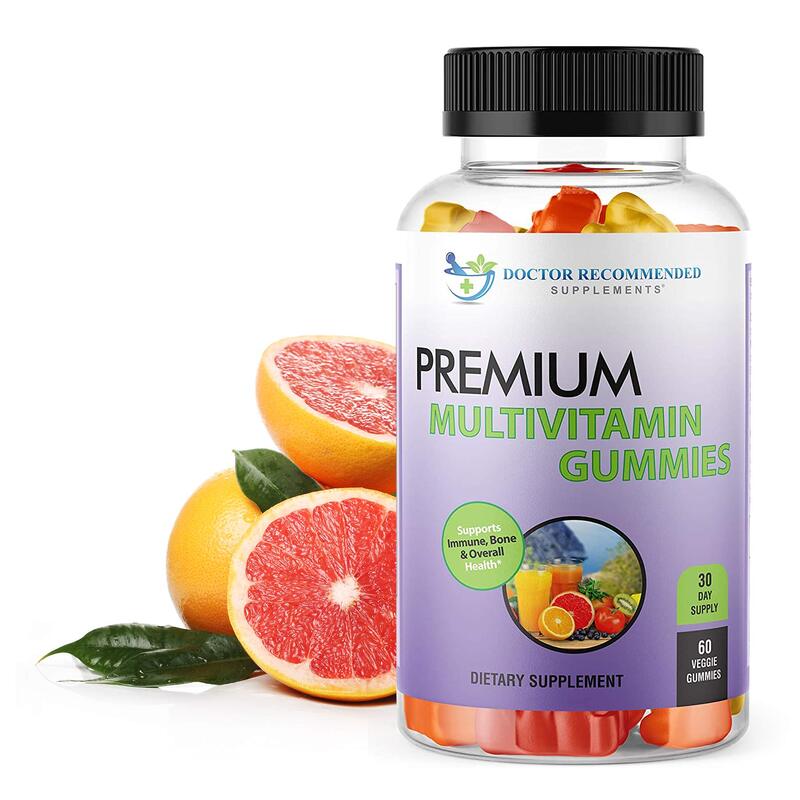 DOCTOR RECOMMENDED
SUPPLEMENTS®
PREMIUM
MULTIVITAMIN
GUMMIES
Supports
Immune, Bone
& Overall
Health*
30
DAY
SUPPLY
60
VEGGIE
GUMMIES
DIETARY SUPPLEMENT